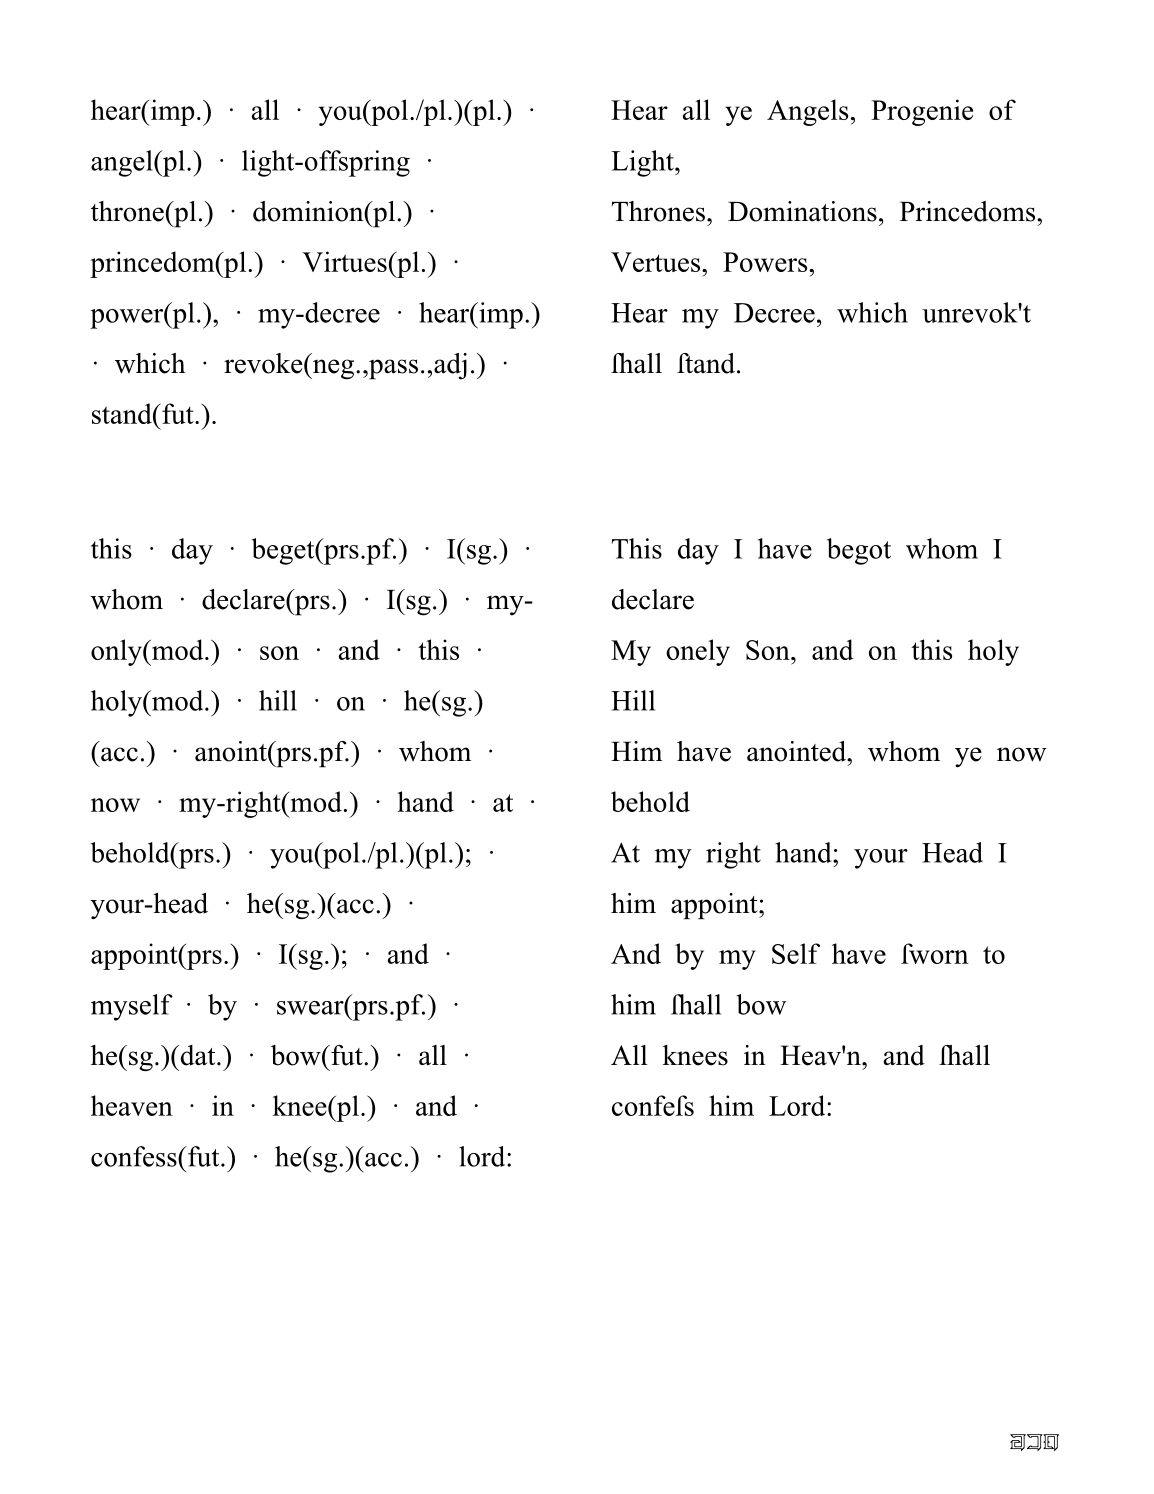 hear(imp.) · all · you(pol./pl.)(pl.) ·
angel(pl.) · light-offspring ·
throne(pl.) · dominion(pl.) ·
princedom(pl.) · Virtues(pl.) ·
power(pl.), · my-decree · hear(imp.)
· which · revoke(neg.,pass.,adj.) ·
stand(fut.).
Hear all ye Angels, Progenie of
Light,
Thrones, Dominations, Princedoms,
Vertues, Powers,
Hear my Decree, which unrevok't
ſhall ſtand.
this · day · beget(prs.pf.) · I(sg.) ·
whom · declare(prs.) · I(sg.) · my-
only(mod.) · son · and · this ·
holy(mod.) · hill · on · he(sg.)
(acc.) · anoint(prs.pf.) · whom ·
now · my-right(mod.) · hand · at ·
behold(prs.) · you(pol./pl.)(pl.); ·
your-head · he(sg.)(acc.) ·
appoint(prs.) · I(sg.); · and ·
myself · by · swear(prs.pf.) ·
he(sg.)(dat.) · bow(fut.) · all ·
heaven · in · knee(pl.) · and ·
confess(fut.) · he(sg.)(acc.) · lord:
This day I have begot whom I
declare
My onely Son, and on this holy
Hill
Him have anointed, whom ye now
behold
At my right hand; your Head I
him appoint;
And by my Self have ſworn to
him ſhall bow
All knees in Heav'n, and ſhall
confeſs him Lord: